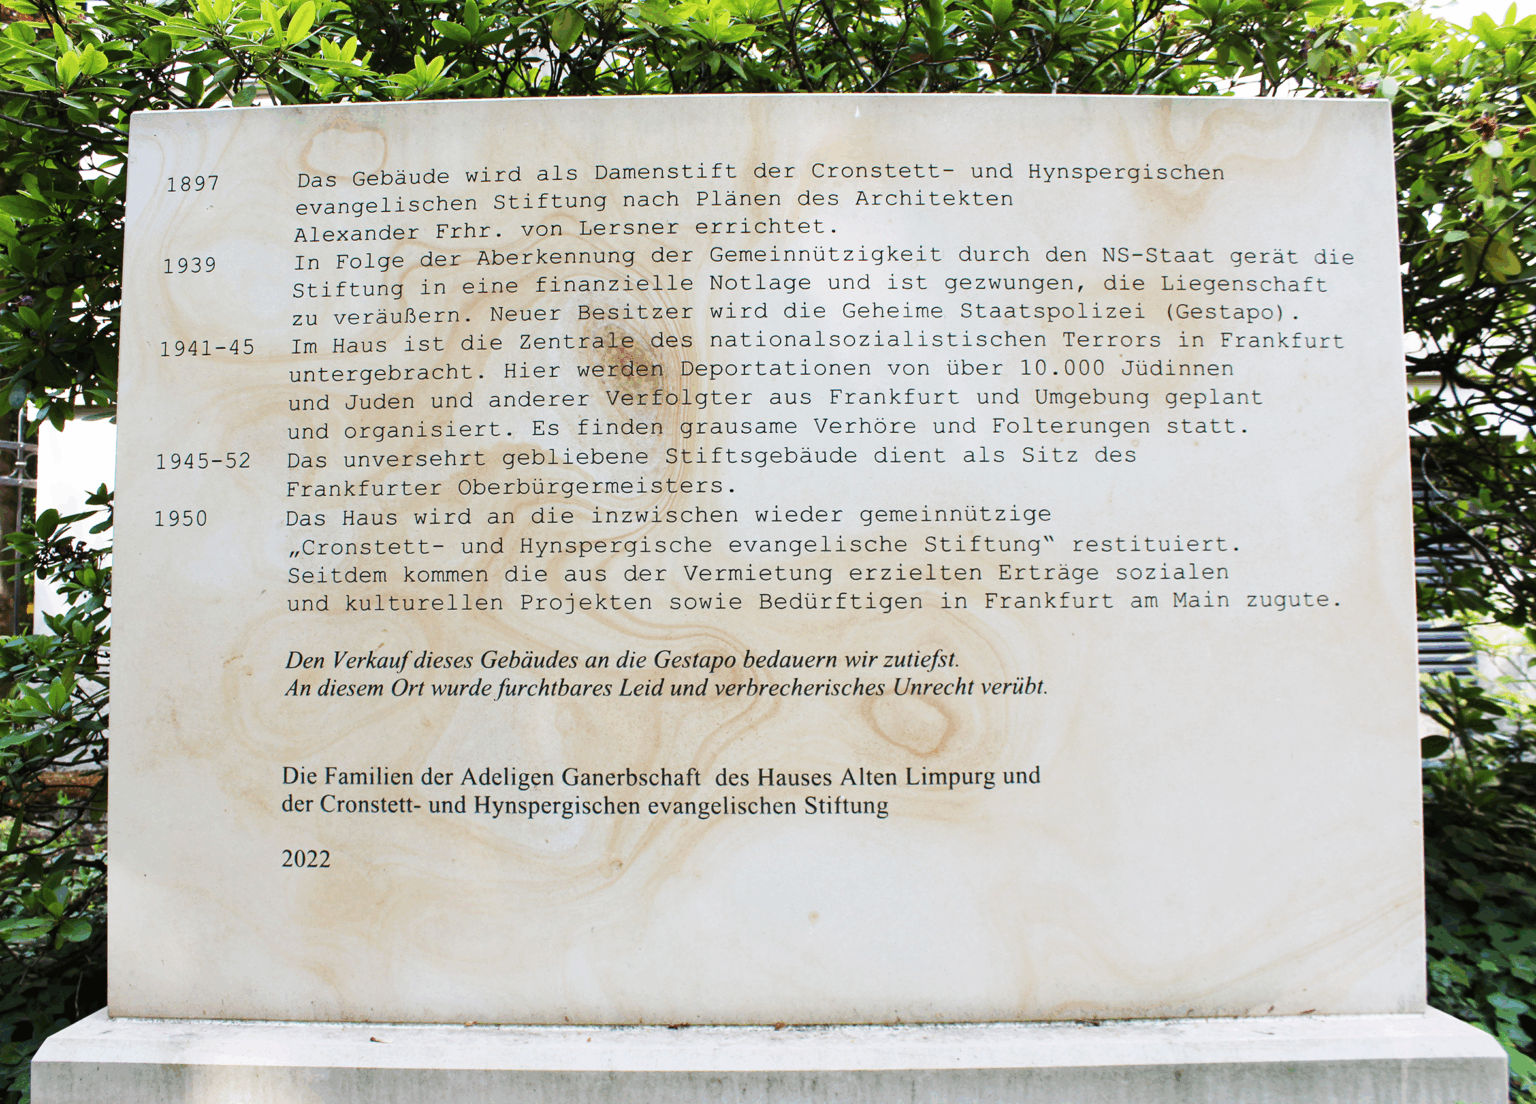 1897 Das Gebäude wird als Damenstift der Cronstett- und Hynspergischen
evangelischen Stiftung nach Plänen des Architekten
Alexander Frhr. von Lersner errichtet.
1939 In Folge der Aberkennung der Gemeinnützigkeit durch den NS-Staat gerät die
Stiftung in eine finanzielle Notlage und ist gezwungen, die Liegenschaft
zu veräußern. Neuer Besitzer wird die Geheime Staatspolizei (Gestapo).
1941-45 Im Haus ist die Zentrale des nationalsozialistischen Terrors in Frankfurt
untergebracht. Hier werden Deportationen von über 10.000 Jüdinnen
und Juden und anderer Verfolgter aus Frankfurt und Umgebung geplant
und organisiert. Es finden grausame Verhöre und Folterungen statt.
1945-52 Das unversehrt gebliebene Stiftsgebäude dient als Sitz des
Frankfurter Oberbürgermeisters.
1950 Das Haus wird an die inzwischen wieder gemeinnützige
„Cronstett- und Hynspergische evangelische Stiftung‟ restituiert.
Seitdem kommen die aus der Vermietung erzielten Erträge sozialen
und kulturellen Projekten sowie Bedürftigen in Frankfurt am Main zugute.
Den Verkauf dieses Gebäudes an die Gestapo bedauern wir zutiefst.
An diesem Ort wurde furchtbares Leid und verbrecherisches Unrecht verübt.
Die Familien der Adeligen Ganerbschaft des Hauses Alten Limpurg und
der Cronstett- und Hynspergischen evangelischen Stiftung
2022